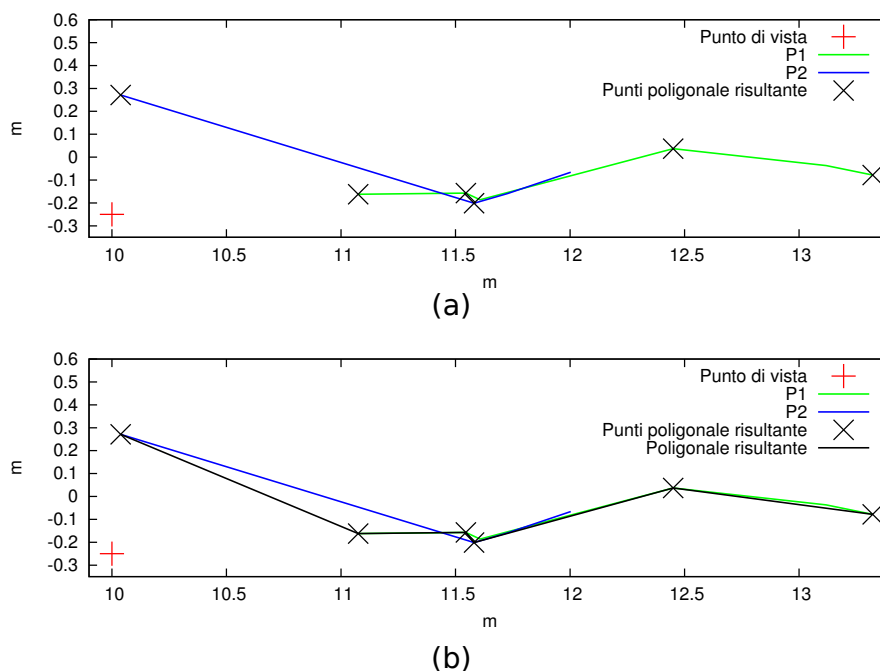 0.6
0.5
0.4
0.3
0.2
0.1
0
-0.1
-0.2
-0.3
m
Punto di vista
P1
P2
Punti poligonale risultante
10 10.5 11 11.5 12 12.5 13
m
(a)
0.6
0.5
0.4
0.3
0.2
0.1
0
-0.1
-0.2
-0.3
m
Punto di vista
P1
P2
Punti poligonale risultante
Poligonale risultante
10 10.5 11 11.5 12 12.5 13
m
(b)